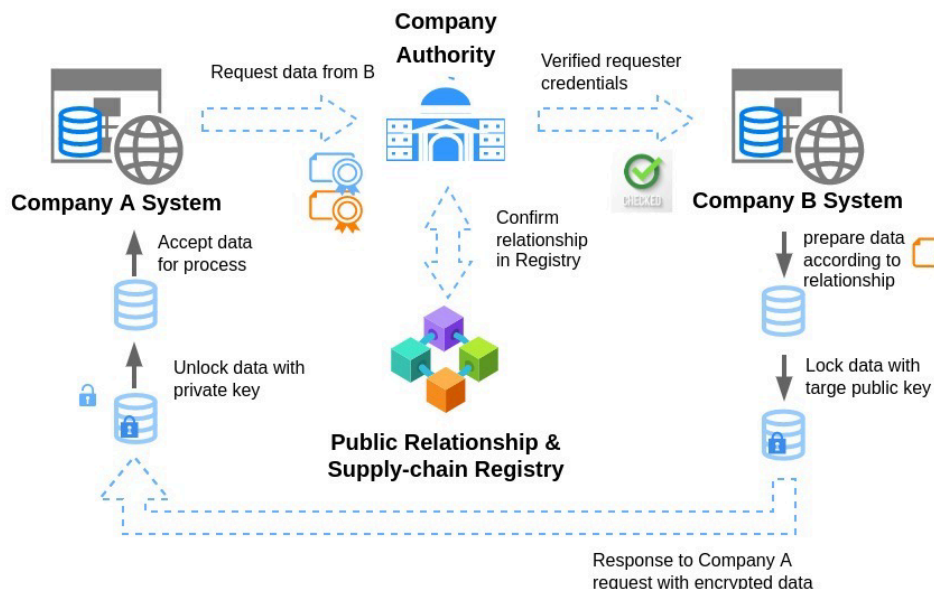 Company
Authority
Request data from B
Verified requester
credentials
CHECKED
Company A System
Company B System
Confirm
relationship
in Registry
Accept data
for process
prepare data
according to
relationship
Unlock data with
private key
Lock data with
targe public key
Public Relationship &
Supply-chain Registry
Response to Company A
request with encrypted data